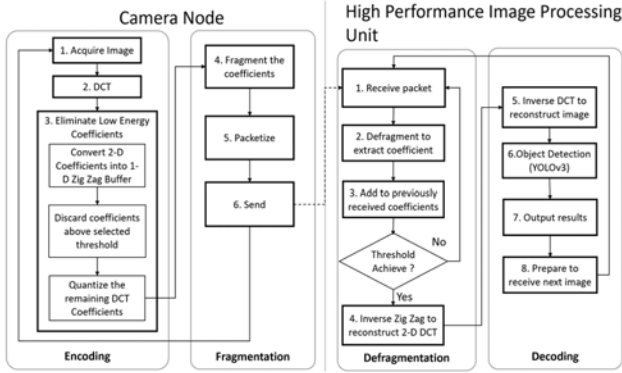 Camera Node
High Performance Image Processing
Unit
1. Acquire Image
2. DCT
3. Eliminate Low Energy
Coefficients
Convert 2-D
Coefficients into 1-
D Zig Zag Buffer
Discard coefficients
above selected
threshold
Quantize the
remaining DCT
Coefficients
Encoding
4. Fragment the
coefficients
5. Packetize
6. Send
Fragmentation
1. Receive packet
2. Defragment to
extract coefficient
3. Add to previously
received coefficients
Threshold
Achieve ?
No
Yes
4. Inverse Zig Zag to
reconstruct 2-D DCT
Defragmentation
5. Inverse DCT to
reconstruct image
6.Object Detection
(YOLOv3)
7. Output results
8. Prepare to
receive next image
Decoding